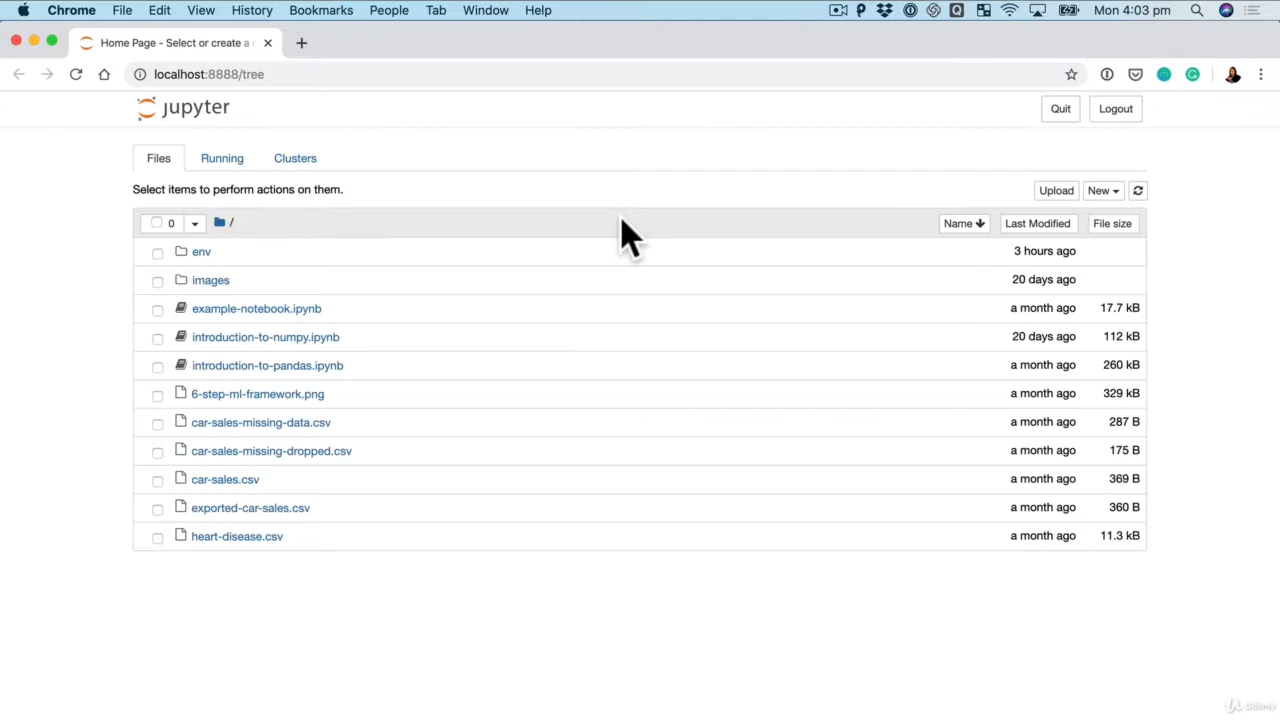 Chrome File Edit View History Bookmarks People Tab Window Help Mon 4:03 pm
Home Page - Select or create a
localhost:8888/tree
jupyter Quit Logout
Files Running Clusters
Select items to perform actions on them. Upload New
0 / Name Last Modified File size
env 3 hours ago
images 20 days ago
example-notebook.ipynb a month ago 17.7 kB
introduction-to-numpy.ipynb 20 days ago 112 kB
introduction-to-pandas.ipynb a month ago 260 kB
6-step-ml-framework.png a month ago 329 kB
car-sales-missing-data.csv a month ago 287 B
car-sales-missing-dropped.csv a month ago 175 B
car-sales.csv a month ago 369 B
exported-car-sales.csv a month ago 360 B
heart-disease.csv a month ago 11.3 kB
Udemy